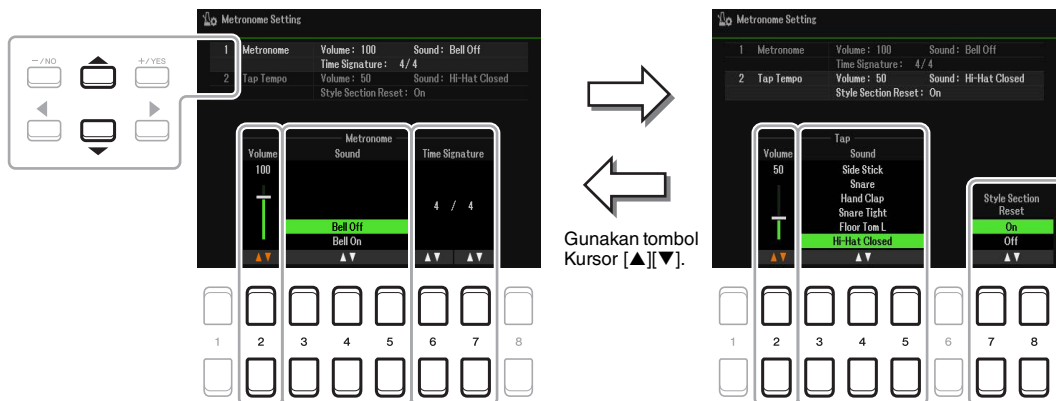 Metronome Setting
1 Metronome Volume : 100 Sound : Bell Off
Time Signature : 4/4
2 Tap Tempo Volume : 50 Sound : Hi-Hat Closed
Style Section Reset : On
Metronome
Volume Sound Time Signature
100
4 / 4
Bell Off
Bell On
▲▼ ▲▼ ▲▼ ▲▼
1 2 3 4 5 6 7 8
-/NO +/YES
Gunakan tombol
Kursor [▲][▼].
Metronome Setting
1 Metronome Volume : 100 Sound : Bell Off
Time Signature : 4/4
2 Tap Tempo Volume : 50 Sound : Hi-Hat Closed
Style Section Reset : On
Tap
Volume Sound
50 Side Stick
Snare
Hand Clap
Snare Tight
Floor Tom L
Hi-Hat Closed
Style Section
Reset
On
Off
▲▼ ▲▼ ▲▼
1 2 3 4 5 6 7 8